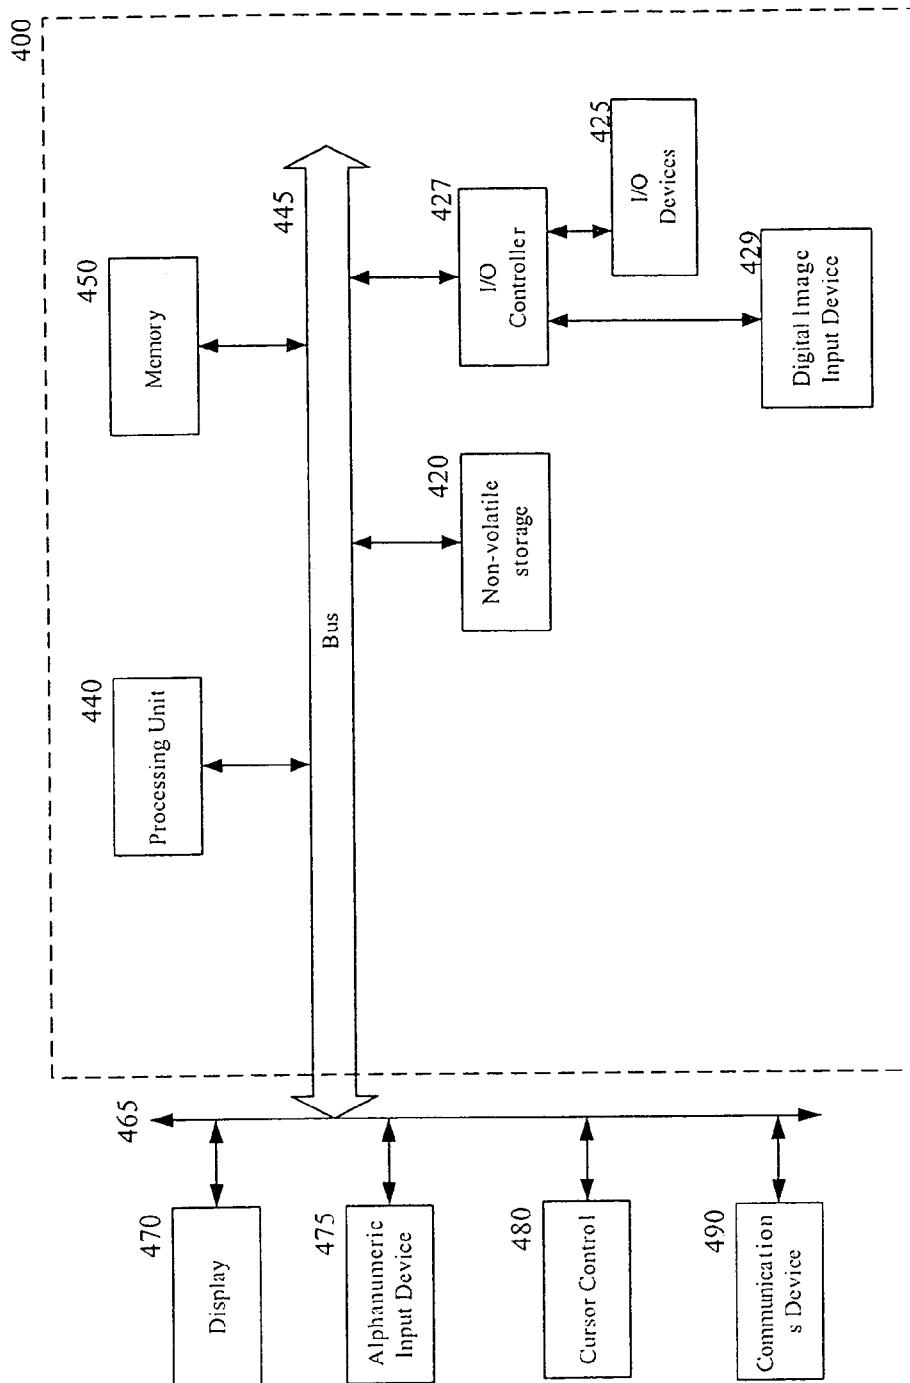 400
450
Memory
440
Processing Unit
445
Bus
427
I/O
Controller
425
I/O
Devices
429
Digital Image
Input Device
420
Non-volatile
storage
465
470
Display
475
Alphanumeric
Input Device
480
Cursor Control
490
Communication
s Device